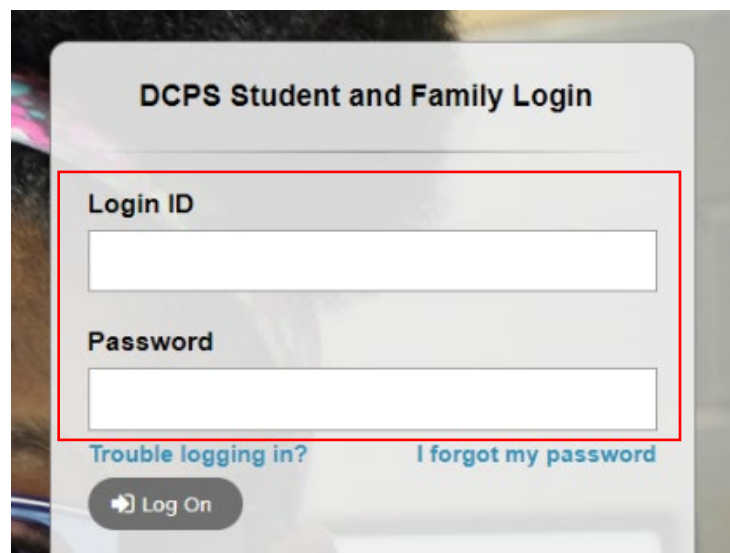 DCPS Student and Family Login
Login ID
Password
Trouble logging in? I forgot my password
Log On